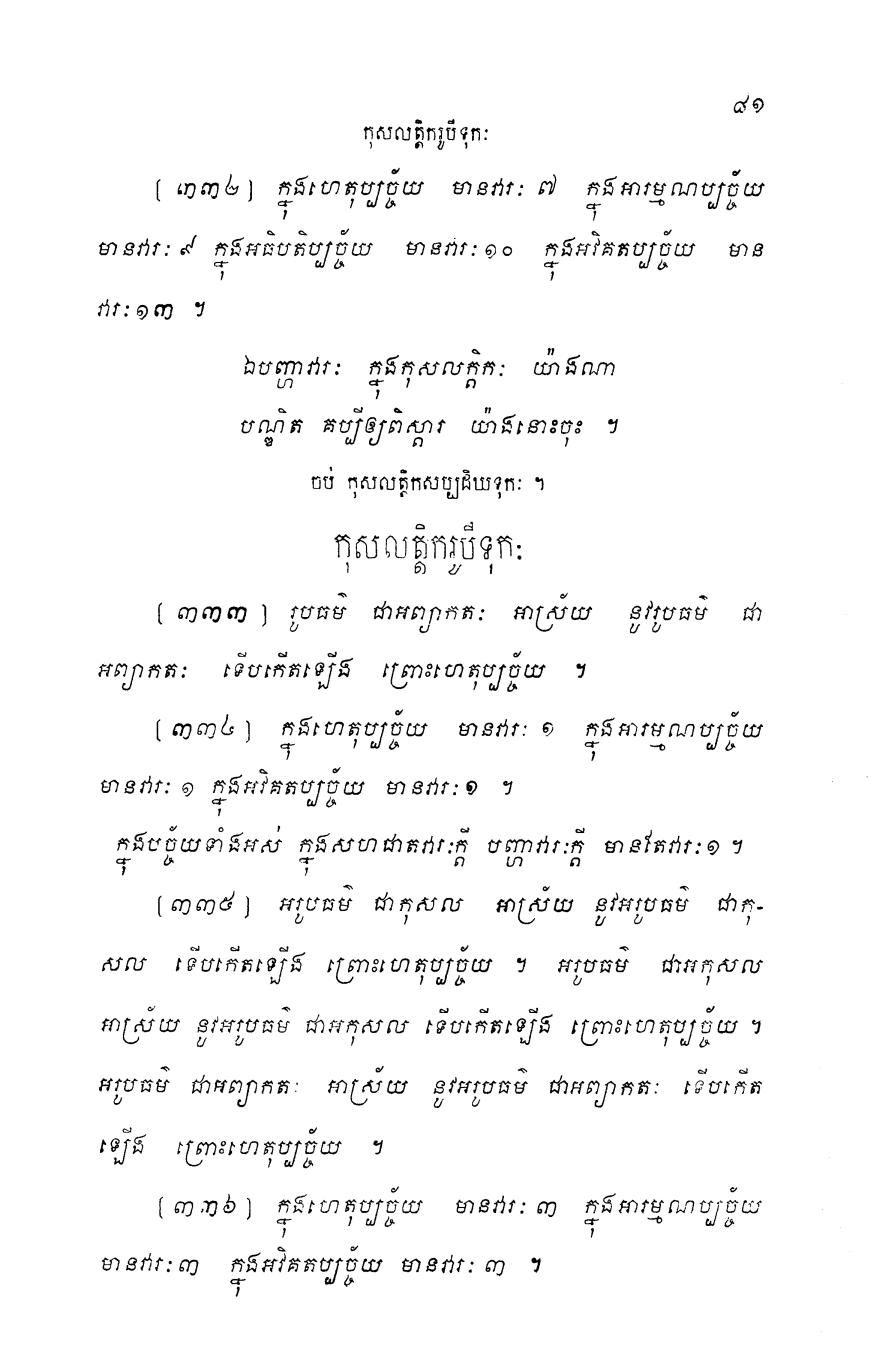 ៩១
កុសលត្តិករូបីទុកៈ
[៣៣២] ក្នុងហេតុប្បច្ច័យ មានវារៈ ៧ ក្នុងអារម្មណប្បច្ច័យ
មានវារៈ ៩ ក្នុងអធិបតិប្បច្ច័យ មានវារៈ ១០ ក្នុងអវិគតប្បច្ច័យ មាន
វារៈ ១៣ ។
ឯបញ្ហាវារៈ ក្នុងកុសលត្តិកៈ យ៉ាងណា
បណ្ឌិត គប្បីឲ្យពិស្តារ យ៉ាងនោះចុះ ។
ចប់ កុសលត្តិកសប្បដិឃទុកៈ ។
កុសលត្តិករូបីទុកៈ
[៣៣៣] រូបធម៌ ជាអព្យាកតៈ អាស្រ័យ នូវរូបធម៌ ជា
អព្យាកតៈ ទើបកើតឡើង ព្រោះហេតុប្បច្ច័យ ។
[៣៣៤] ក្នុងហេតុប្បច្ច័យ មានវារៈ ១ ក្នុងអារម្មណប្បច្ច័យ
មានវារៈ ១ ក្នុងអវិគតប្បច្ច័យ មានវារៈ ១ ។
ក្នុងបច្ច័យទាំងអស់ ក្នុងសហជាតវារៈក្តី បញ្ហាវារៈក្តី មានតែវារៈ ១ ។
[៣៣៥] អរូបធម៌ ជាកុសល អាស្រ័យ នូវអរូបធម៌ ជាកុ-
សល ទើបកើតឡើង ព្រោះហេតុប្បច្ច័យ ។ អរូបធម៌ ជាអកុសល
អាស្រ័យ នូវអរូបធម៌ ជាអកុសល ទើបកើតឡើង ព្រោះហេតុប្បច្ច័យ ។
អរូបធម៌ ជាអព្យាកតៈ អាស្រ័យ នូវអរូបធម៌ ជាអព្យាកតៈ ទើបកើត
ឡើង ព្រោះហេតុប្បច្ច័យ ។
[៣៣៦] ក្នុងហេតុប្បច្ច័យ មានវារៈ ៣ ក្នុងអារម្មណប្បច្ច័យ
មានវារៈ ៣ ក្នុងអវិគតប្បច្ច័យ មានវារៈ ៣ ។